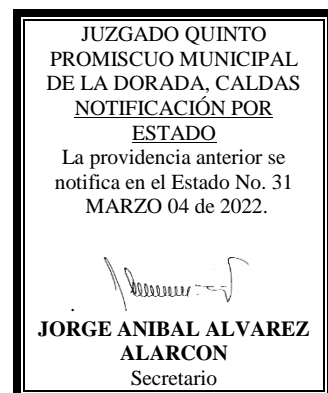 JUZGADO QUINTO
PROMISCUO MUNICIPAL
DE LA DORADA, CALDAS
NOTIFICACIÓN POR
ESTADO
La providencia anterior se
notifica en el Estado No. 31
MARZO 04 de 2022.
.
JORGE ANIBAL ALVAREZ
ALARCON
Secretario